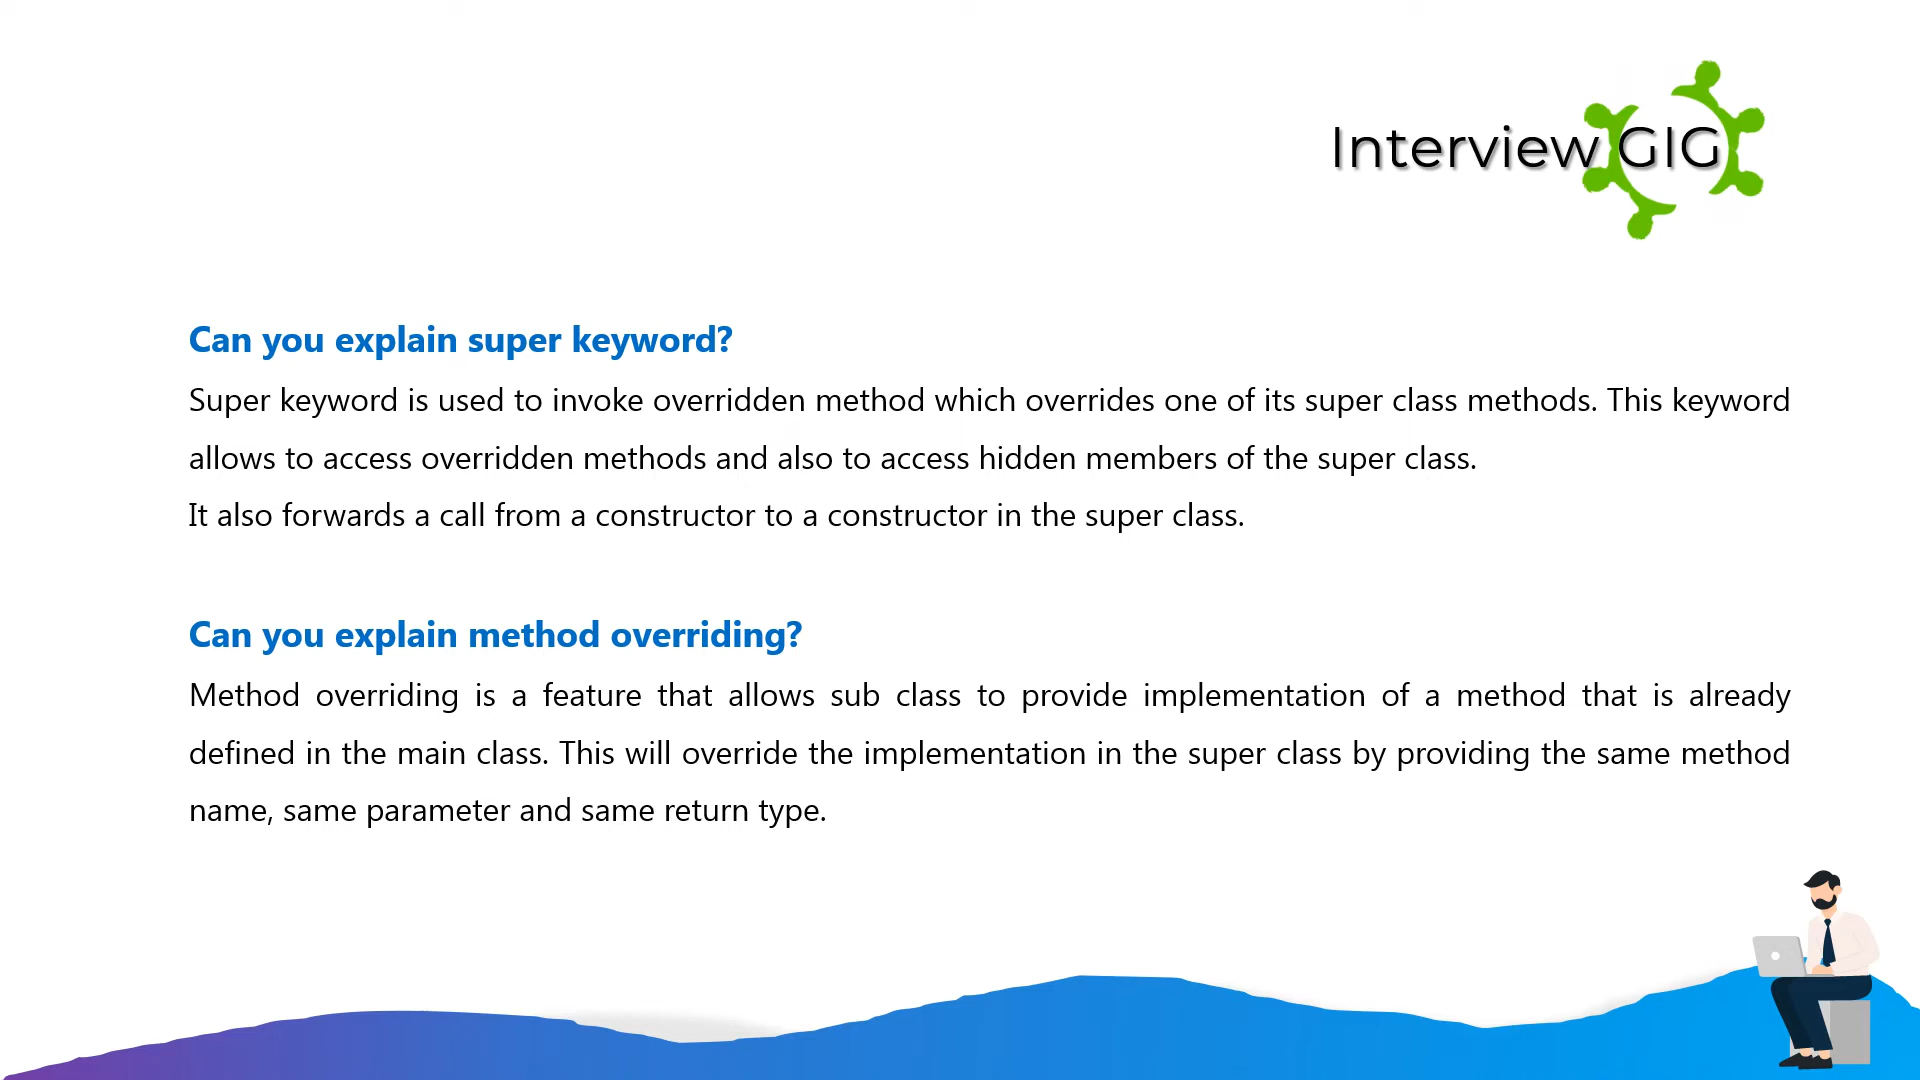 Interview GIG
Can you explain super keyword?
Super keyword is used to invoke overridden method which overrides one of its super class methods. This keyword
allows to access overridden methods and also to access hidden members of the super class.
It also forwards a call from a constructor to a constructor in the super class.
Can you explain method overriding?
Method overriding is a feature that allows sub class to provide implementation of a method that is already
defined in the main class. This will override the implementation in the super class by providing the same method
name, same parameter and same return type.